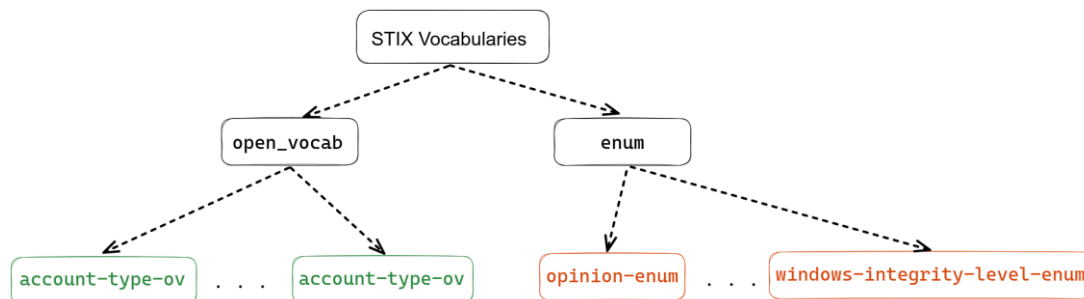 STIX Vocabularies
open_vocab
enum
account-type-ov
. . . .
account-type-ov
opinion-enum
. . . .
windows-integrity-level-enum